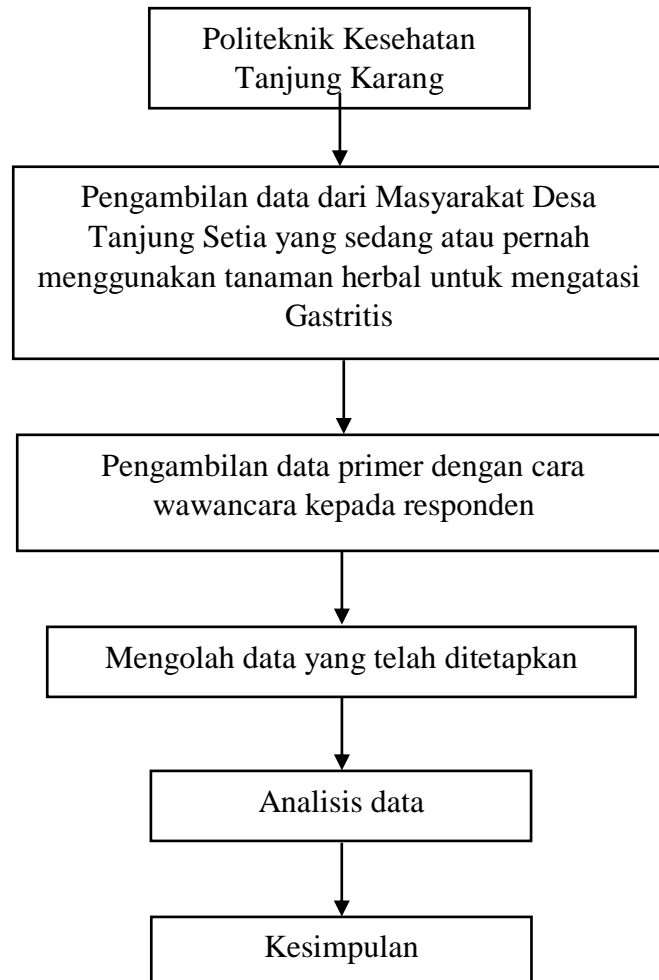 Politeknik Kesehatan
Tanjung Karang
Pengambilan data dari Masyarakat Desa
Tanjung Setia yang sedang atau pernah
menggunakan tanaman herbal untuk mengatasi
Gastritis
Pengambilan data primer dengan cara
wawancara kepada responden
Mengolah data yang telah ditetapkan
Analisis data
Kesimpulan